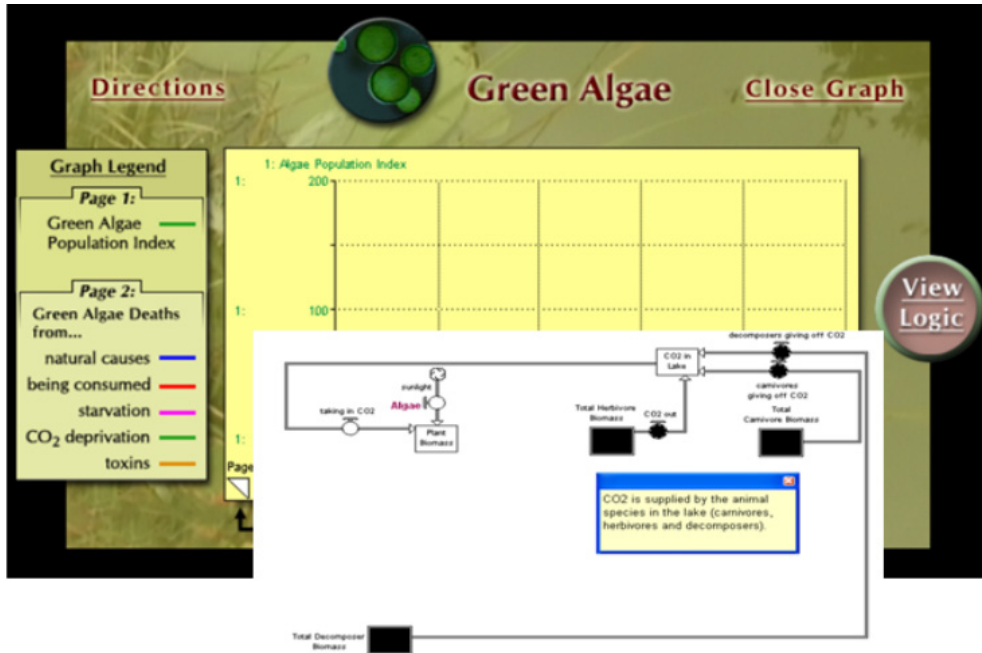 Directions
Green Algae
Close Graph
Graph Legend
Page 1:
Green Algae
Population Index
Page 2:
Green Algae Deaths
from...
natural causes
being consumed
starvation
CO2 deprivation
toxins
1: Algae Population Index
1:
200
1:
100
1:
Page
View
Logic
decomposers giving off CO2
CO2 in
Lake
carnivores
giving off CO2
sunlight
Algae
taking in CO2
Plant
Biomass
Total Herbivore
Biomass
CO2 out
Total
Carnivore Biomass
CO2 is supplied by the animal
species in the lake (carnivores,
herbivores and decomposers).
Total Decomposer
Biomass